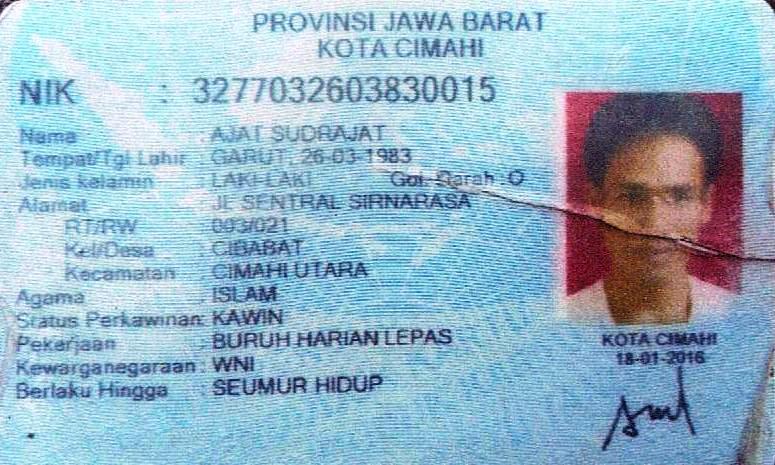 PROVINSI JAWA BARAT
KOTA CIMAHI
NIK : 3277032603830015
Nama : AJAT SUDRAJAT
Tempat/Tgl Lahir : GARUT, 26-03-1983
Jenis kelamin : LAKI-LAKI Gol. Darah O
Alamat : JL SENTRAL SIRNARASA
RT/RW : 003/021
Kel/Desa : CIBABAT
Kecamatan : CIMAHI UTARA
Agama : ISLAM
Status Perkawinan: KAWIN
Pekerjaan : BURUH HARIAN LEPAS
Kewarganegaraan : WNI
Berlaku Hingga : SEUMUR HIDUP
KOTA CIMAHI
18-01-2016